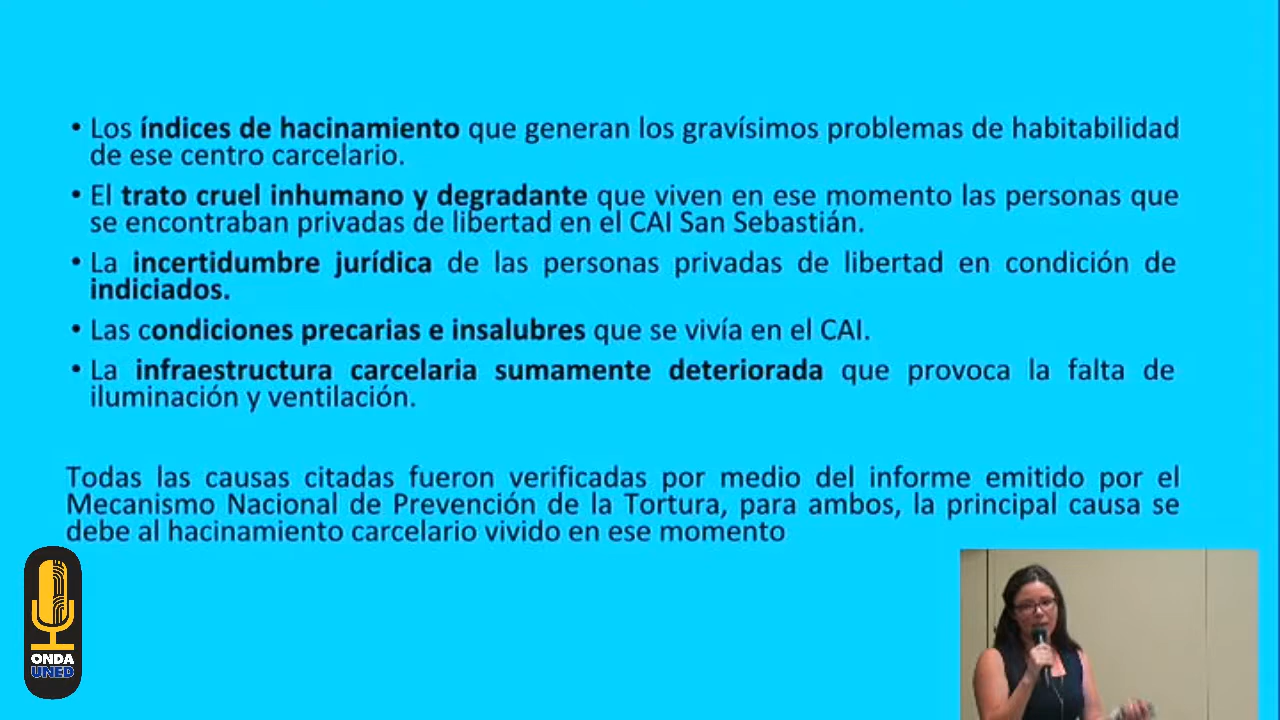 • Los índices de hacinamiento que generan los gravísimos problemas de habitabilidad
de ese centro carcelario.
• El trato cruel inhumano y degradante que viven en ese momento las personas que
se encontraban privadas de libertad en el CAI San Sebastián.
• La incertidumbre jurídica de las personas privadas de libertad en condición de
indiciados.
• Las condiciones precarias e insalubres que se vivía en el CAI.
• La infraestructura carcelaria sumamente deteriorada que provoca la falta de
iluminación y ventilación.
Todas las causas citadas fueron verificadas por medio del informe emitido por el
Mecanismo Nacional de Prevención de la Tortura, para ambos, la principal causa se
debe al hacinamiento carcelario vivido en ese momento
ONDA
UNED